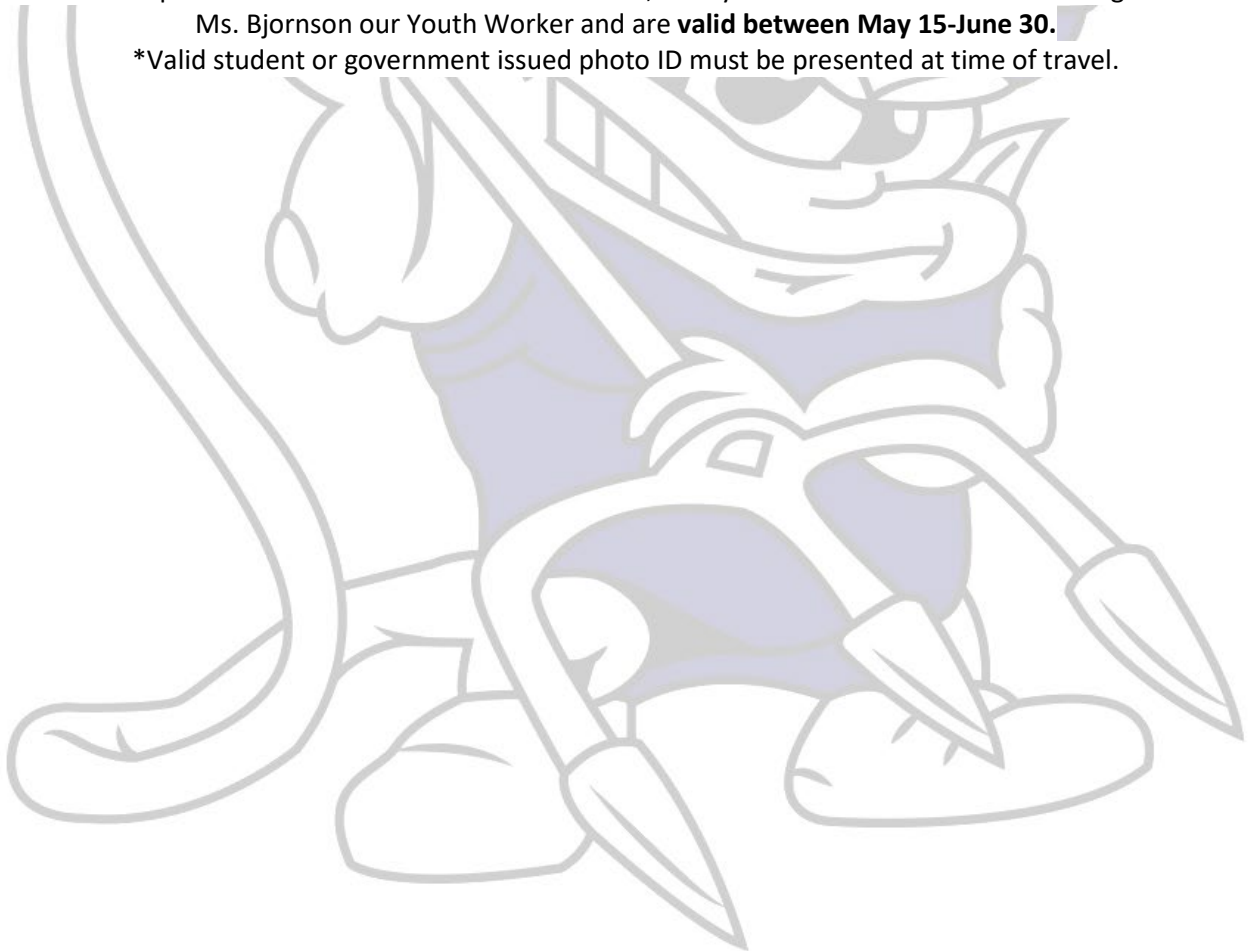 Ms. Bjornson our Youth Worker and are valid between May 15-June 30.
*Valid student or government issued photo ID must be presented at time of travel.